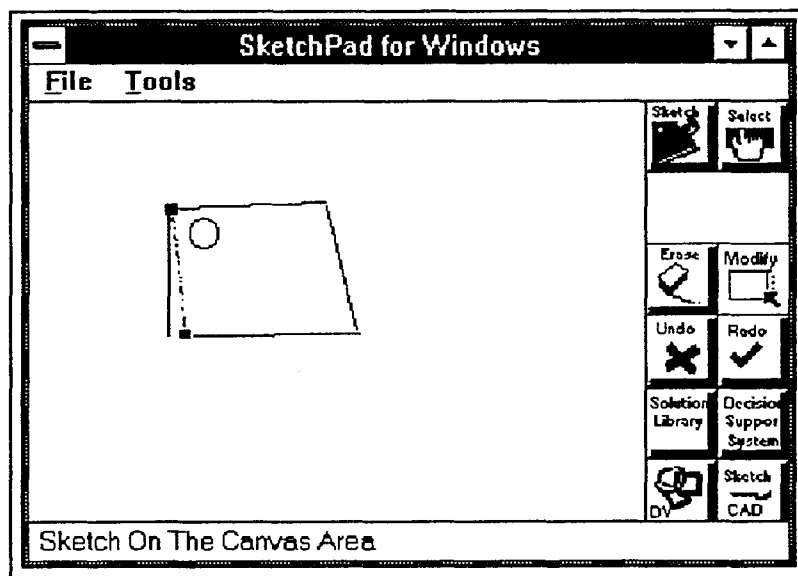 SketchPad for Windows
File Tools
Sketch Select
Erase Modify
Undo Redo
Solution Decision
Library Suppor
System
Sketch
DV CAD
Sketch On The Canvas Area